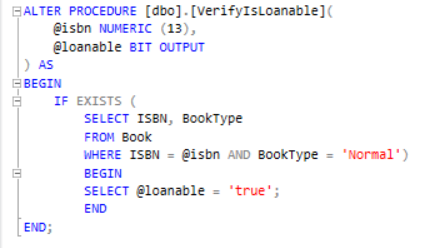 ALTER PROCEDURE [dbo].[VerifyIsLoanable](
@isbn NUMERIC (13),
@loanable BIT OUTPUT
) AS
BEGIN
IF EXISTS (
SELECT ISBN, BookType
FROM Book
WHERE ISBN = @isbn AND BookType = 'Normal')
BEGIN
SELECT @loanable = 'true';
END
END;